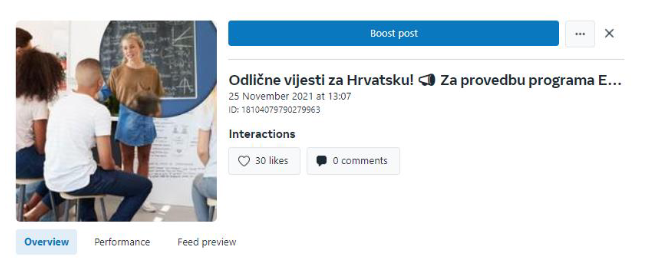 Boost post
Odlične vijesti za Hrvatsku! 📢 Za provedbu programa E...
25 November 2021 at 13:07
ID: 18104079790279963
Interactions
30 likes
0 comments
Overview Performance Feed preview